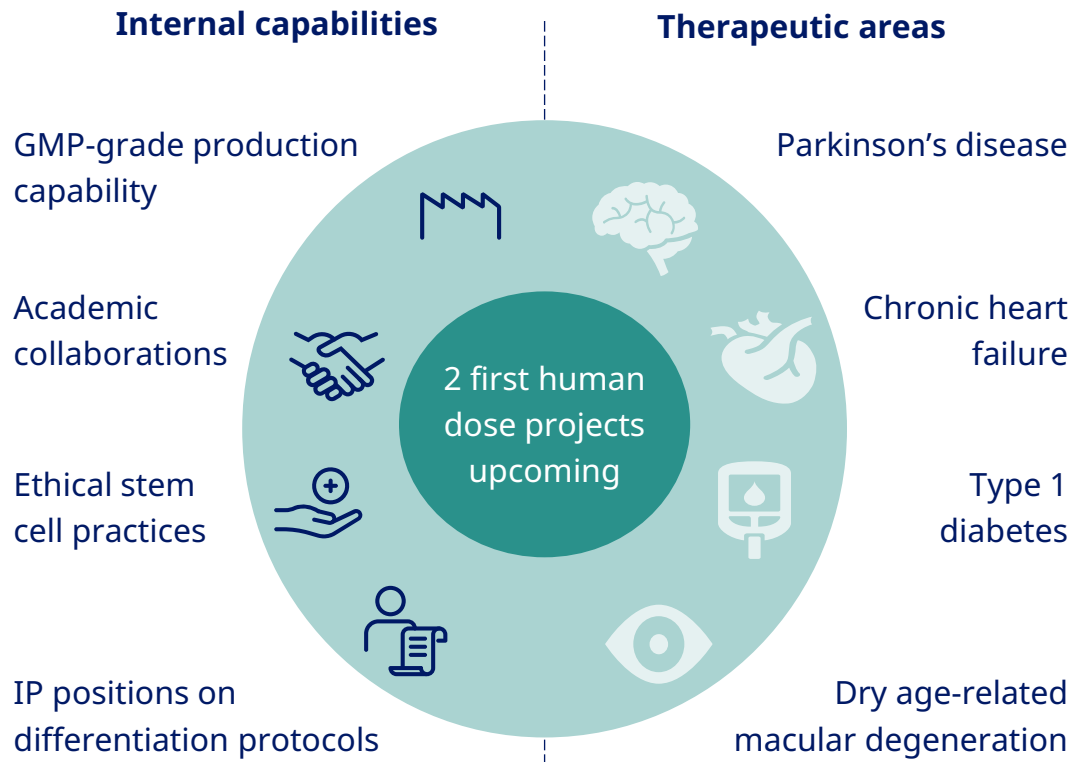 Internal capabilities
GMP-grade production
capability
Academic
collaborations
Ethical stem
cell practices
IP positions on
differentiation protocols
2 first human
dose projects
upcoming
Therapeutic areas
Parkinson’s disease
Chronic heart
failure
Type 1
diabetes
Dry age-related
macular degeneration